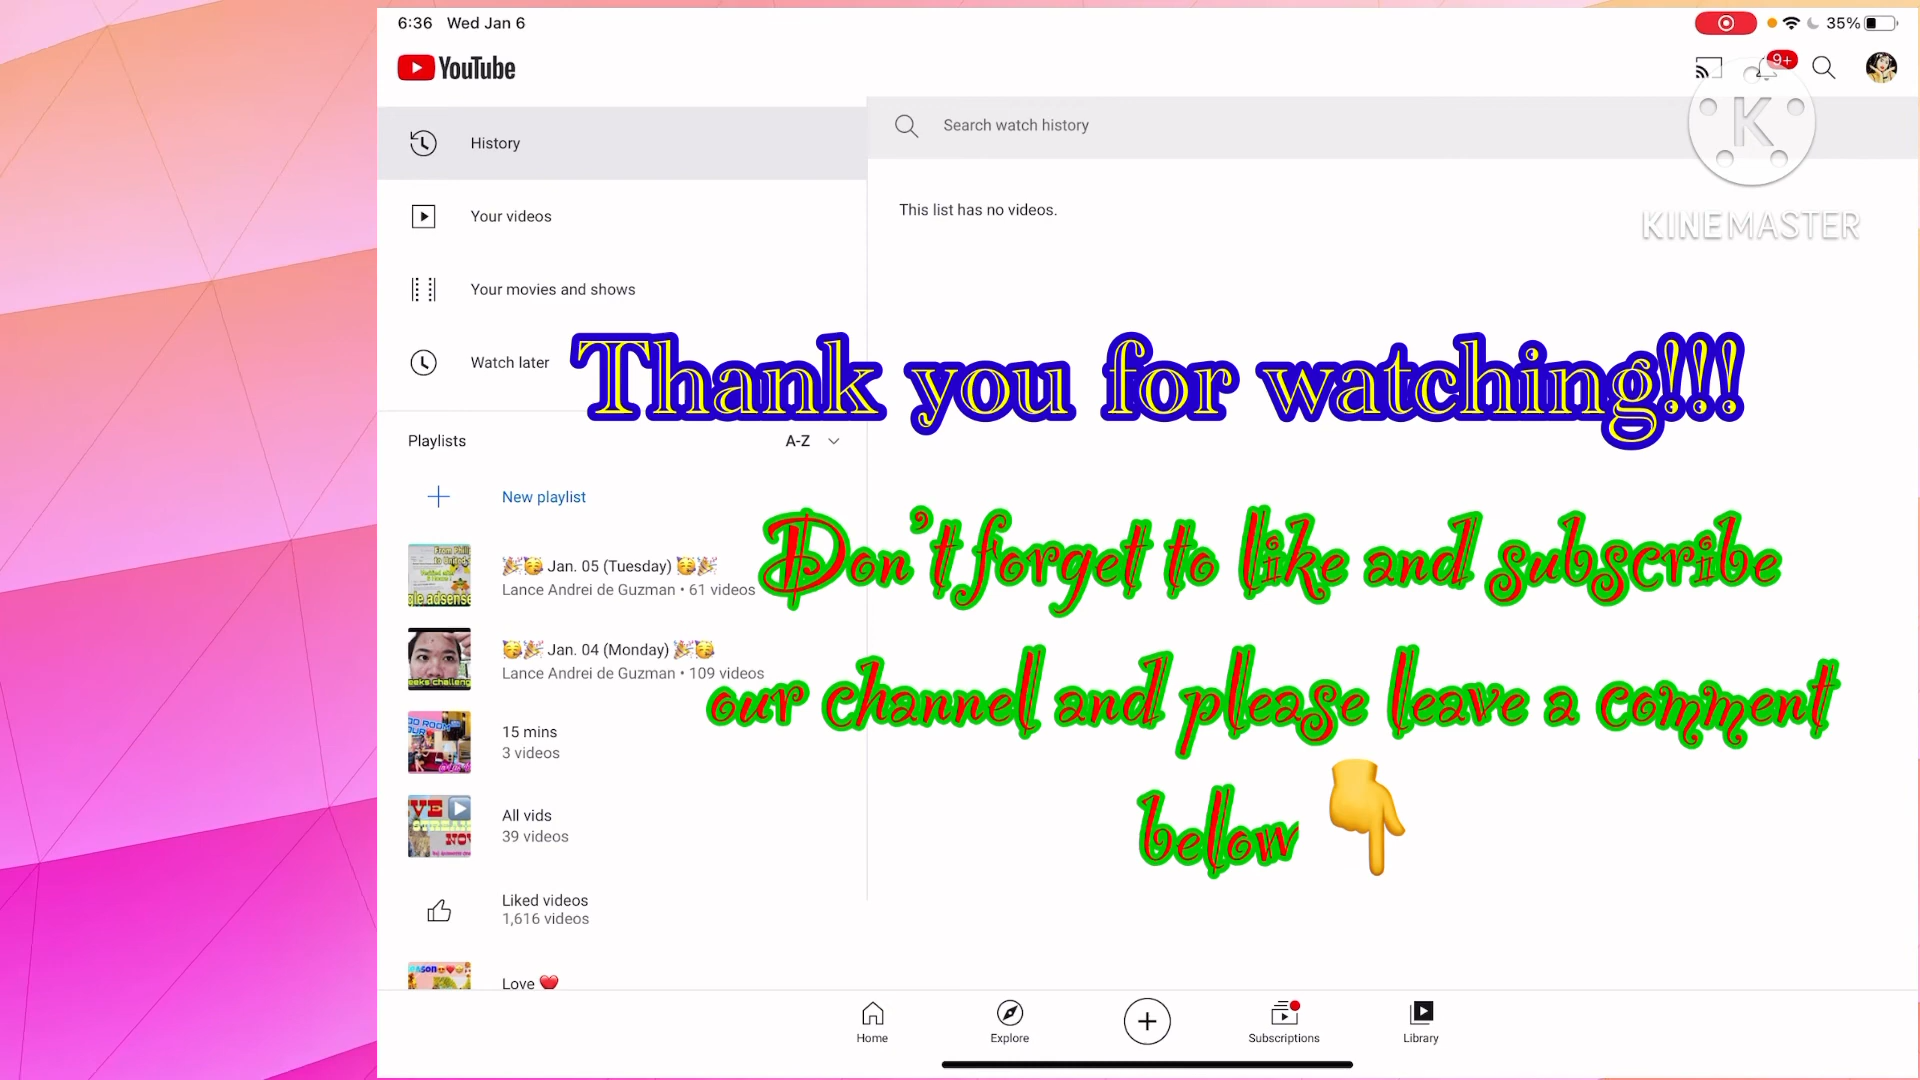 6:36 Wed Jan 6
35%
YouTube
9+
History
Search watch history
K
KINEMASTER
Your videos
This list has no videos.
Your movies and shows
Watch later
Thank you for watching!!!
Playlists
A-Z
New playlist
Don't forget to like and subscribe
our channel and please leave a comment
below 👇
🎉🥳 Jan. 05 (Tuesday) 🥳🎉
Lance Andrei de Guzman • 61 videos
🥳🎉 Jan. 04 (Monday) 🎉🥳
Lance Andrei de Guzman • 109 videos
15 mins
3 videos
All vids
39 videos
Liked videos
1,616 videos
Love ❤️
Home
Explore
Subscriptions
Library